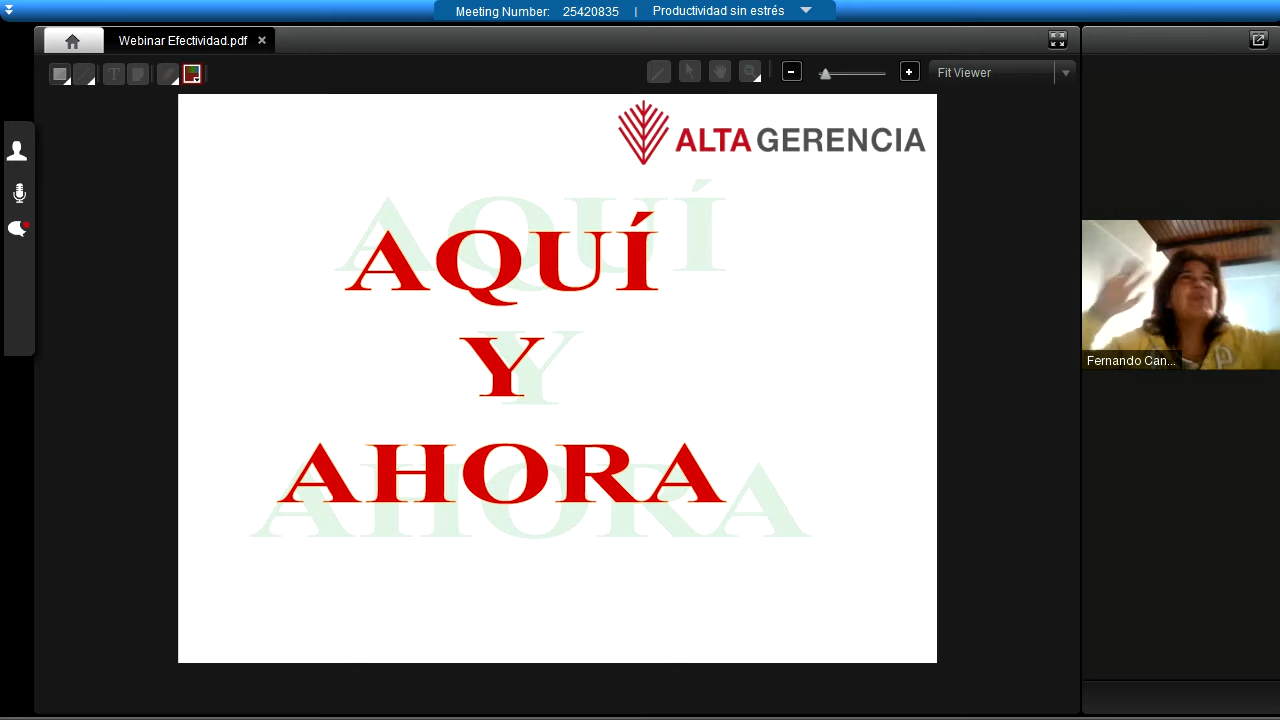 Meeting Number: 25420835 | Productividad sin estrés
Webinar Efectividad.pdf
T
Fit Viewer
ALTA GERENCIA
AQUÍ
Y
AHORA
Fernando Can...